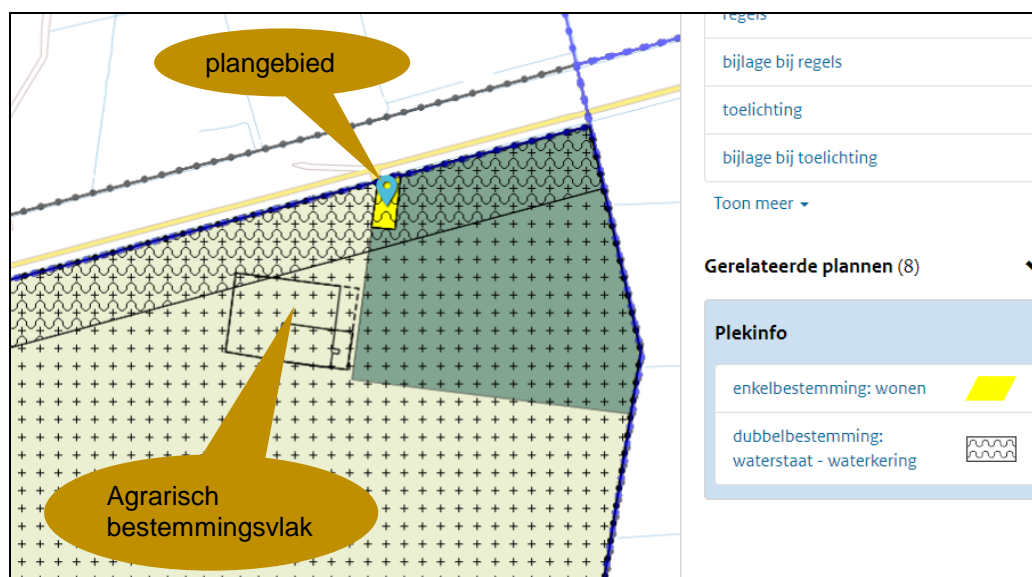 plangebied
Agrarisch
bestemmingsvlak
regels
bijlage bij regels
toelichting
bijlage bij toelichting
Toon meer
Gerelateerde plannen (8)
Plekinfo
enkelbestemming: wonen
dubbelbestemming:
waterstaat - waterkering